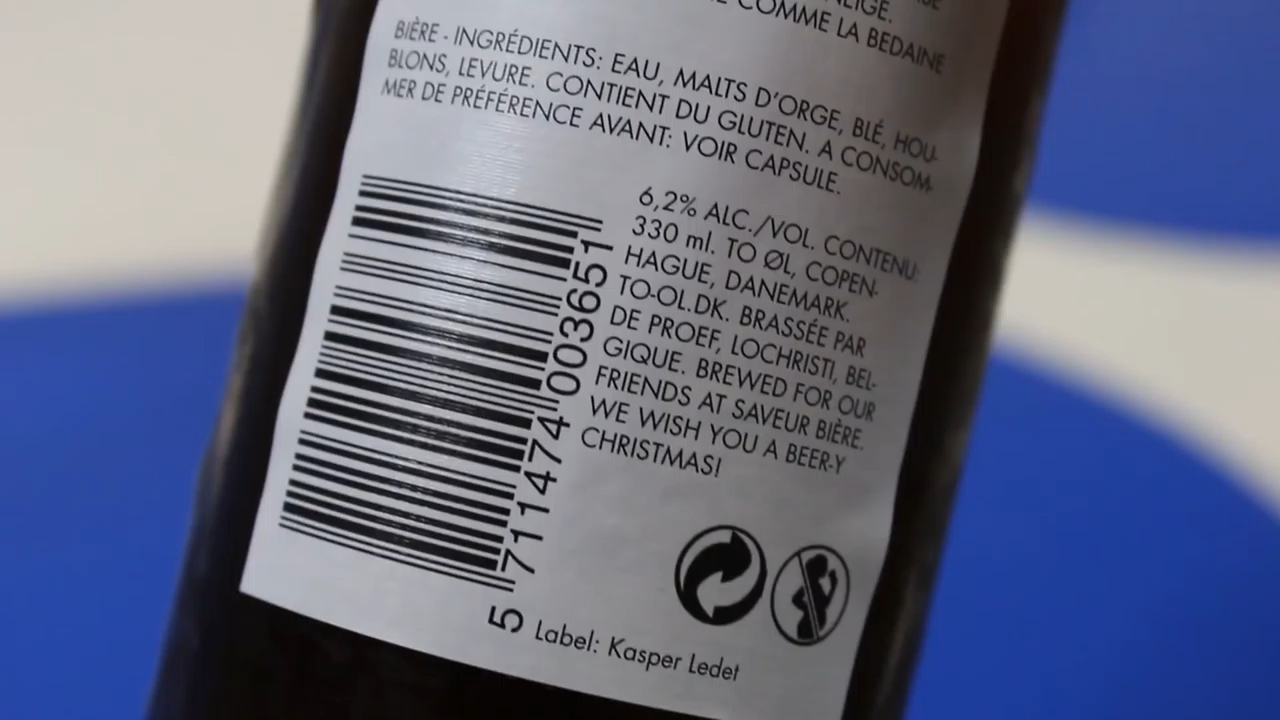 NEIGE.
COMME LA BEDAINE
BIÈRE - INGRÉDIENTS: EAU, MALTS D'ORGE, BLÉ, HOU-
BLONS, LEVURE. CONTIENT DU GLUTEN. A CONSOM-
MER DE PRÉFÉRENCE AVANT: VOIR CAPSULE.
6,2% ALC./VOL. CONTENU:
330 ml. TO ØL, COPEN-
HAGUE, DANEMARK.
TO-OL.DK. BRASSÉE PAR
DE PROEF, LOCHRISTI, BEL-
GIQUE. BREWED FOR OUR
FRIENDS AT SAVEUR BIÈRE.
WE WISH YOU A BEER-Y
CHRISTMAS!
5 711474 003651
Label: Kasper Ledet